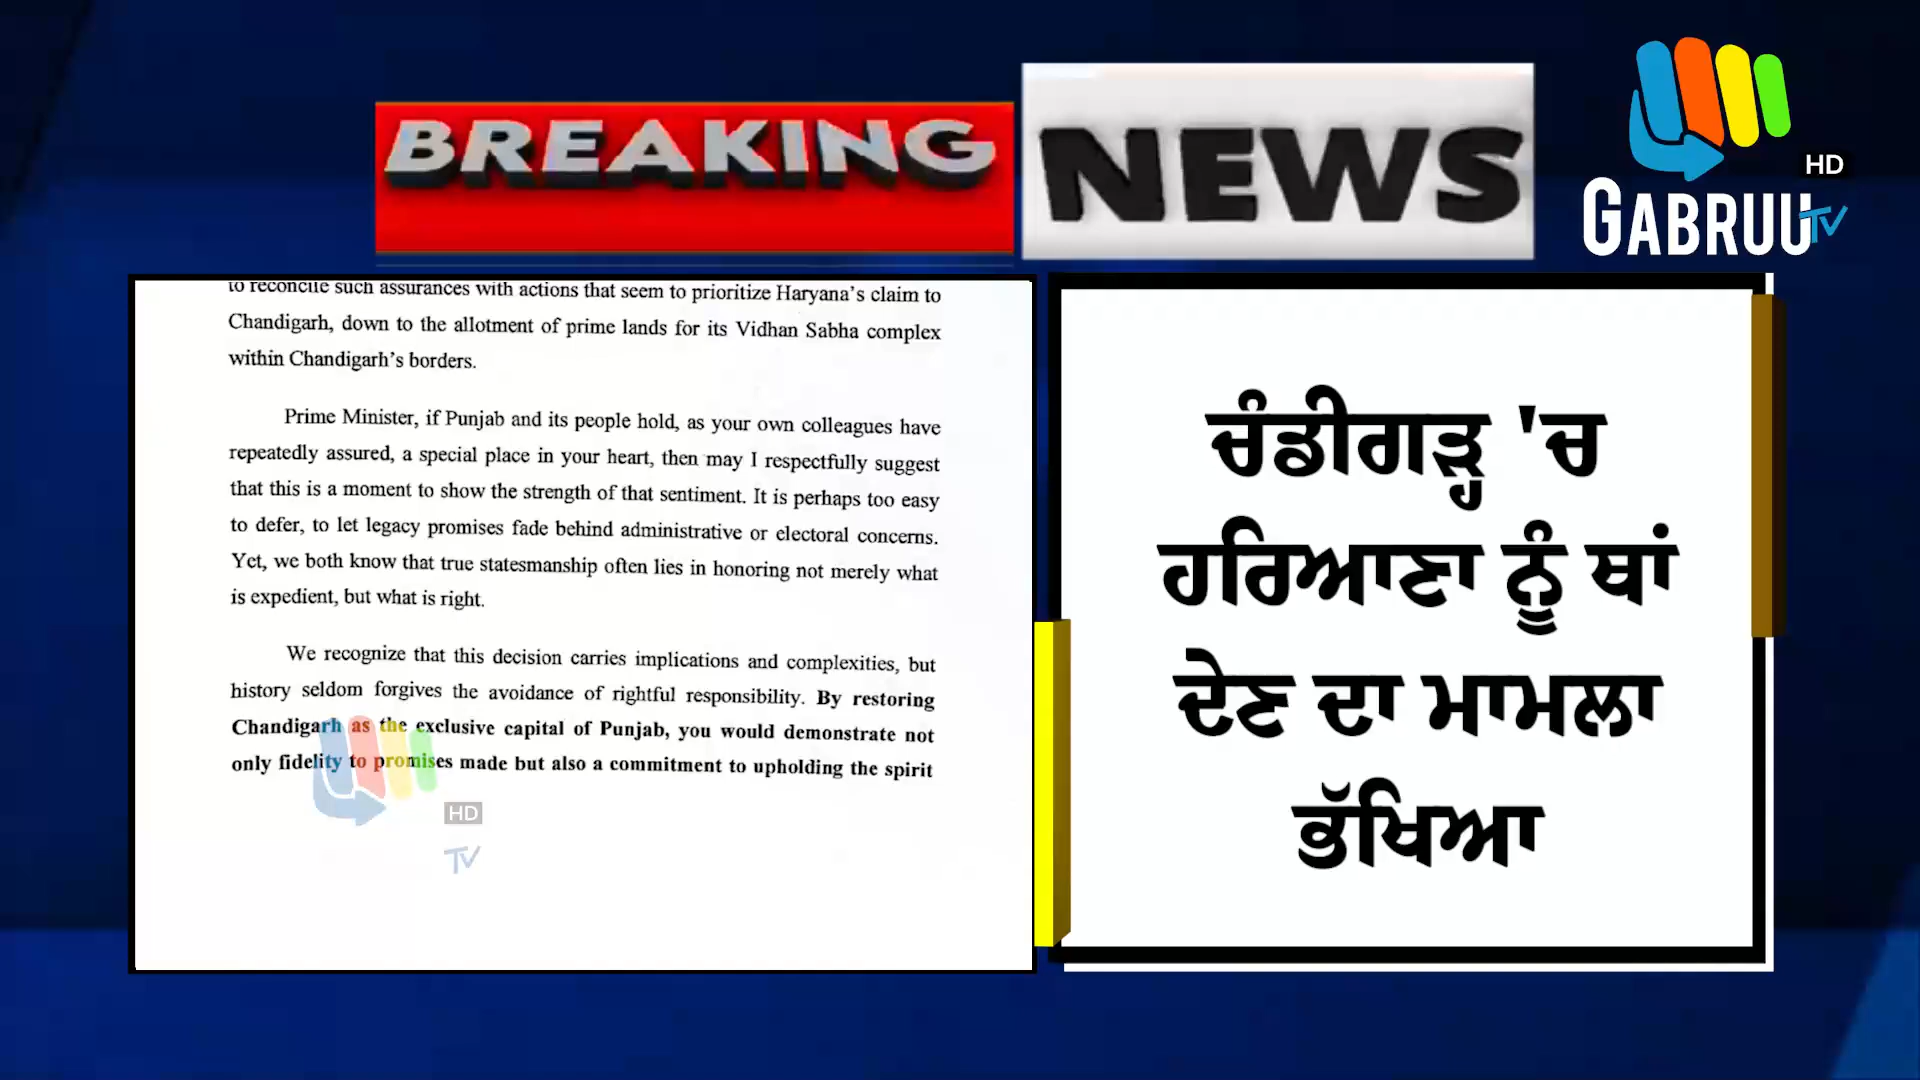 BREAKING NEWS
HD
GABRUU TV
to reconcile such assurances with actions that seem to prioritize Haryana's claim to
Chandigarh, down to the allotment of prime lands for its Vidhan Sabha complex
within Chandigarh's borders.
Prime Minister, if Punjab and its people hold, as your own colleagues have
repeatedly assured, a special place in your heart, then may I respectfully suggest
that this is a moment to show the strength of that sentiment. It is perhaps too easy
to defer, to let legacy promises fade behind administrative or electoral concerns.
Yet, we both know that true statesmanship often lies in honoring not merely what
is expedient, but what is right.
We recognize that this decision carries implications and complexities, but
history seldom forgives the avoidance of rightful responsibility. By restoring
Chandigarh as the exclusive capital of Punjab, you would demonstrate not
only fidelity to promises made but also a commitment to upholding the spirit
HD
TV
ਚੰਡੀਗੜ੍ਹ 'ਚ
ਹਰਿਆਣਾ ਨੂੰ ਥਾਂ
ਦੇਣ ਦਾ ਮਾਮਲਾ
ਭੱਖਿਆ